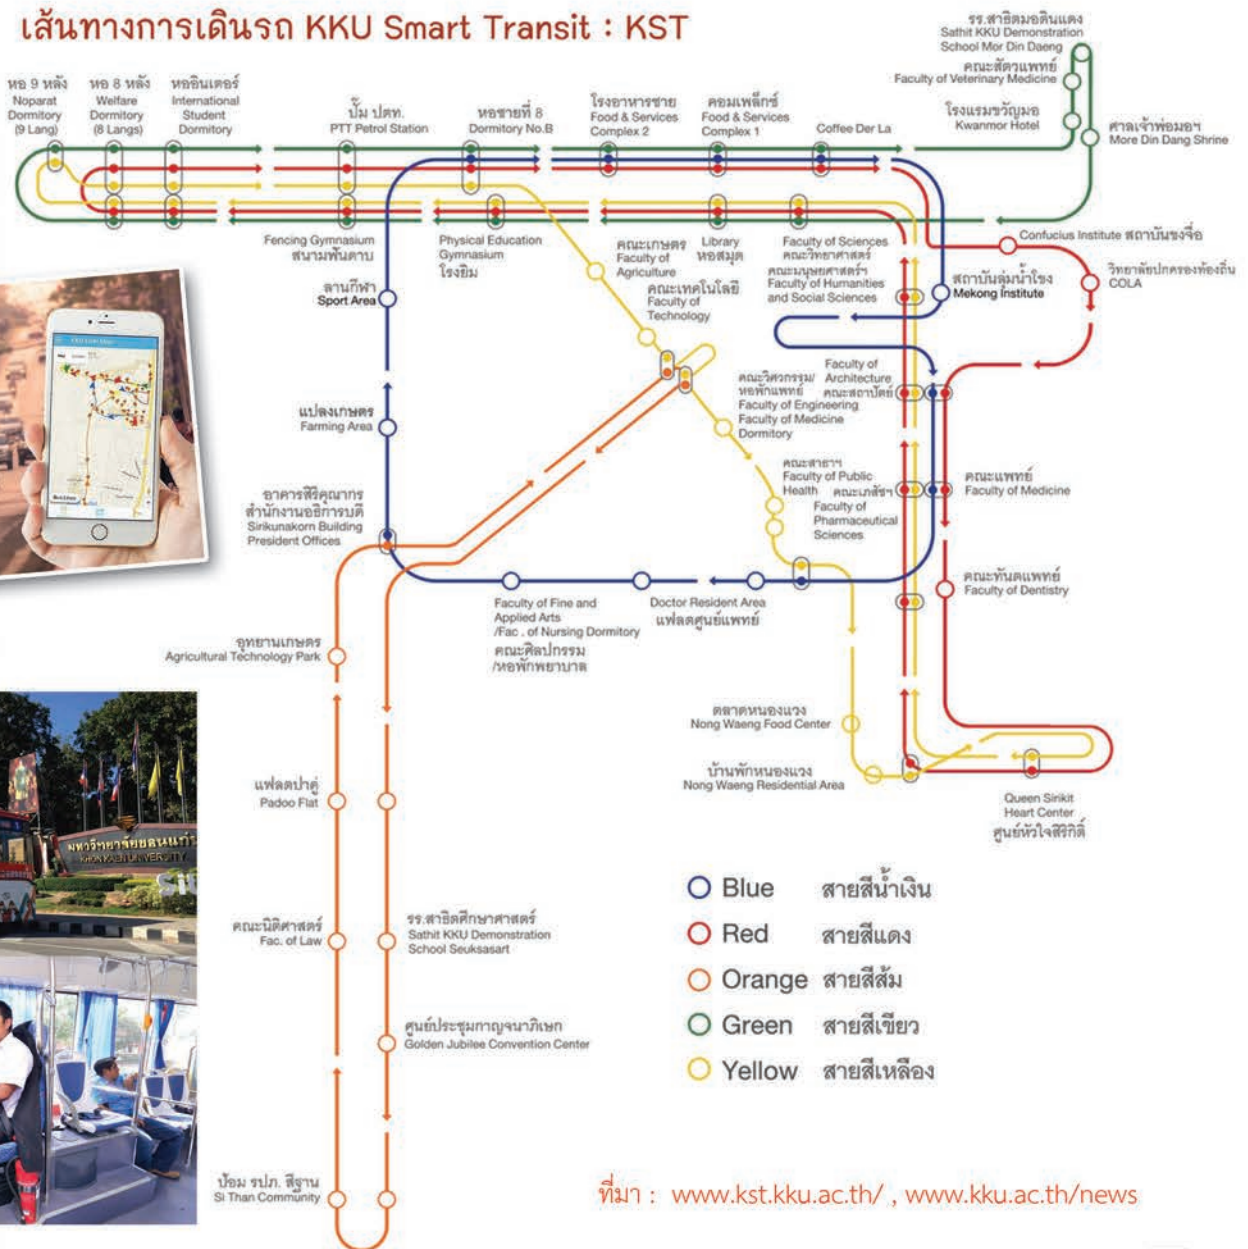 เส้นทางการเดินรถ KKU Smart Transit : KST
รร.สาธิตมอดินแดง
Sathit KKU Demonstration
School Mor Din Daeng
คณะสัตวแพทย์
Faculty of Veterinary Medicine
โรงแรมขวัญมอ
Kwanmor Hotel
ศาลเจ้าพ่อมอฯ
More Din Dang Shrine
หอ 9 หลัง
Noparat
Dormitory
(9 Lang)
หอ 8 หลัง
Welfare
Dormitory
(8 Langs)
หออินเตอร์
International
Student
Dormitory
ปั๊ม ปตท.
PTT Petrol Station
หอชายที่ 8
Dormitory No.B
โรงอาหารชาย
Food & Services
Complex 2
คอมเพล็กซ์
Food & Services
Complex 1
Coffee Der La
Fencing Gymnasium
สนามฟันดาบ
Physical Education
Gymnasium
โรงยิม
คณะเกษตร
Faculty of
Agriculture
Library
หอสมุด
Faculty of Sciences
คณะวิทยาศาสตร์
คณะมนุษยศาสตร์ฯ
Faculty of Humanities
and Social Sciences
Confucius Institute สถาบันขงจื่อ
วิทยาลัยปกครองท้องถิ่น
COLA
สถาบันลุ่มน้ำโขง
Mekong Institute
ลานกีฬา
Sport Area
คณะเทคโนโลยี
Faculty of
Technology
Faculty of
Architecture
คณะสถาปัตย์
คณะวิศวกรรม/
หอพักแพทย์
Faculty of Engineering
Faculty of Medicine
Dormitory
แปลงเกษตร
Farming Area
คณะสาธาฯ
Faculty of Public
Health
คณะเภสัชฯ
Faculty of
Pharmaceutical
Sciences
คณะแพทย์
Faculty of Medicine
อาคารสิริคุณากร
สำนักงานอธิการบดี
Sirikunakorn Building
President Offices
คณะทันตแพทย์
Faculty of Dentistry
Faculty of Fine and
Applied Arts
/Fac . of Nursing Dormitory
คณะศิลปกรรม
/หอพักพยาบาล
Doctor Resident Area
แฟลตศูนย์แพทย์
อุทยานเกษตร
Agricultural Technology Park
ตลาดหนองแวง
Nong Waeng Food Center
บ้านพักหนองแวง
Nong Waeng Residential Area
Queen Sirikit
Heart Center
ศูนย์หัวใจสิริกิติ์
แฟลตปาดู่
Padoo Flat
มหาวิทยาลัยขอนแก่น
KHON KAEN UNIVERSITY
คณะนิติศาสตร์
Fac. of Law
รร.สาธิตศึกษาศาสตร์
Sathit KKU Demonstration
School Seuksasart
ศูนย์ประชุมกาญจนาภิเษก
Golden Jubilee Convention Center
ป้อม รปภ. สีฐาน
Si Than Community
Blue สายสีน้ำเงิน
Red สายสีแดง
Orange สายสีส้ม
Green สายสีเขียว
Yellow สายสีเหลือง
ที่มา : www.kst.kku.ac.th/ , www.kku.ac.th/news